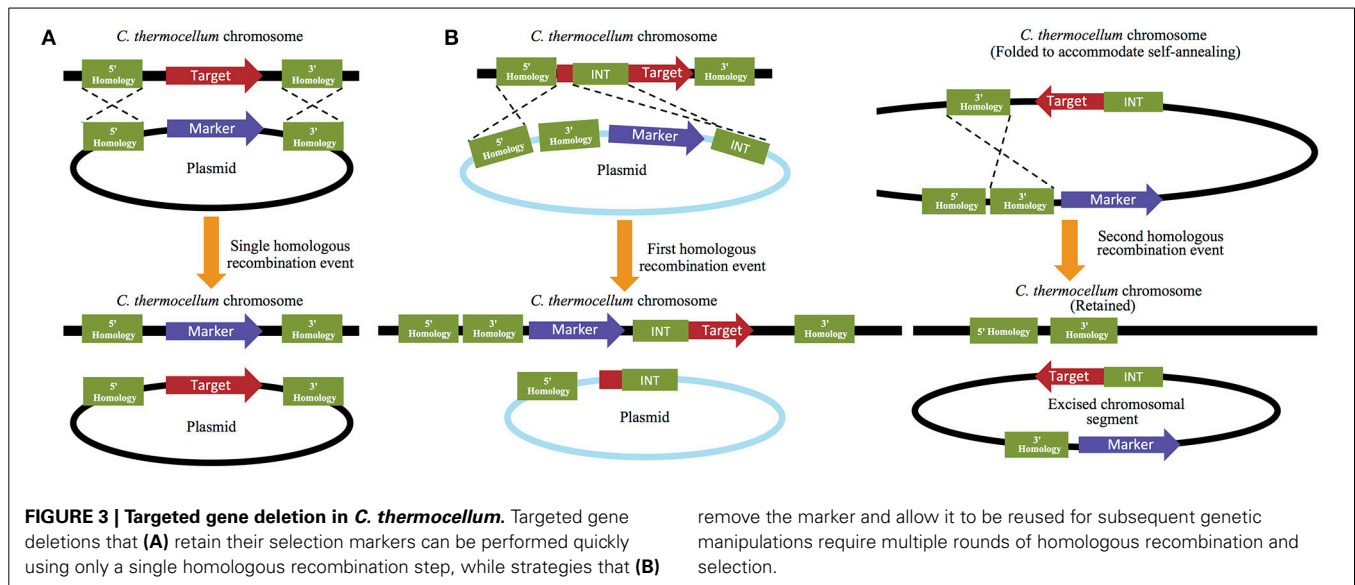 A
C. thermocellum chromosome
5'
Homology
Target
3'
Homology
5'
Homology
Marker
3'
Homology
Plasmid
Single homologous
recombination event
C. thermocellum chromosome
5'
Homology
Marker
3'
Homology
5'
Homology
Target
3'
Homology
Plasmid
B
C. thermocellum chromosome
5'
Homology
INT
Target
3'
Homology
5'
Homology
3'
Homology
Marker
INT
Plasmid
First homologous
recombination event
C. thermocellum chromosome
5'
Homology
3'
Homology
Marker
INT
Target
3'
Homology
5'
Homology
INT
Plasmid
C. thermocellum chromosome
(Folded to accommodate self-annealing)
3'
Homology
Target
INT
5'
Homology
3'
Homology
Marker
Second homologous
recombination event
C. thermocellum chromosome
(Retained)
5' Homology
3'
Homology
Target
INT
Excised chromosomal
segment
3'
Homology
Marker
FIGURE 3 | Targeted gene deletion in C. thermocellum. Targeted gene
deletions that (A) retain their selection markers can be performed quickly
using only a single homologous recombination step, while strategies that (B)
remove the marker and allow it to be reused for subsequent genetic
manipulations require multiple rounds of homologous recombination and
selection.